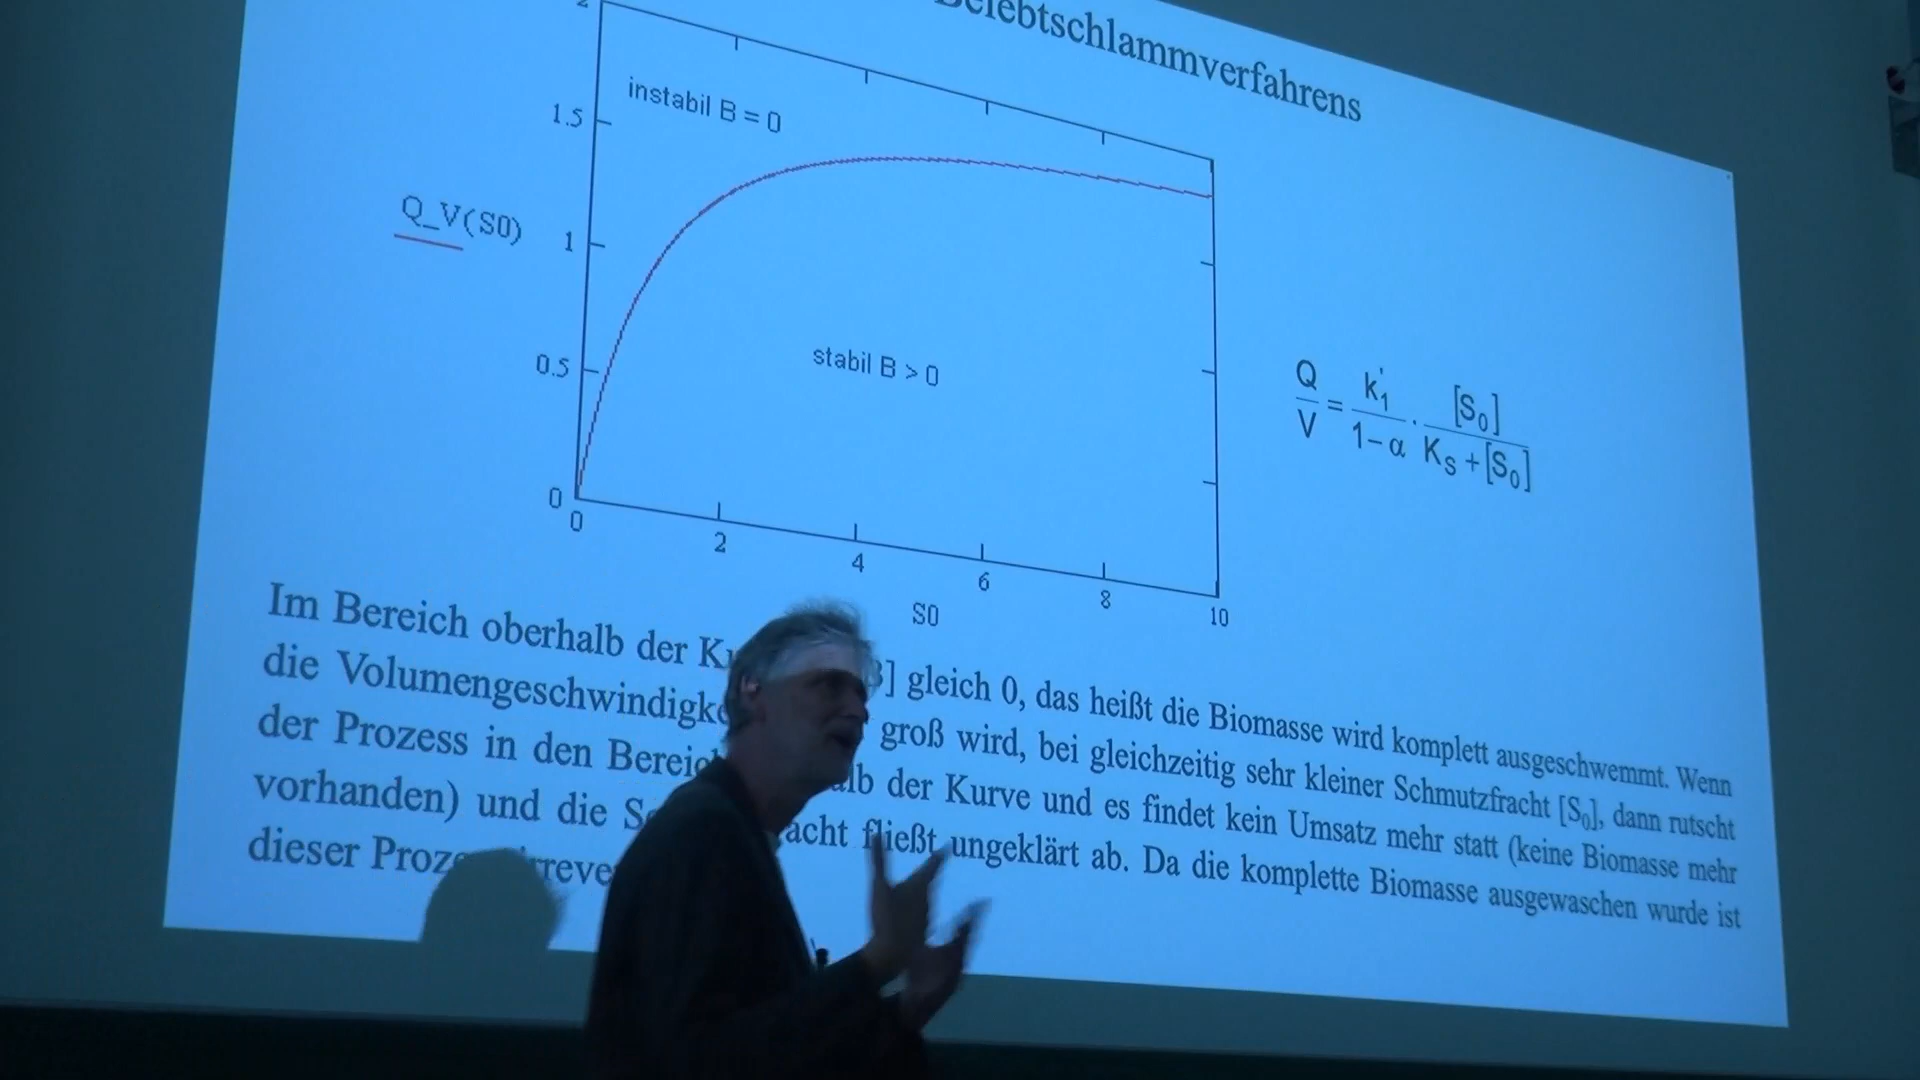 Belebtschlammverfahrens
2
instabil B = 0
1.5
Q_V(S0)
1
0.5
stabil B > 0
0
0
2
4
6
8
10
S0
Q/V = k'₁/(1−α) · [S₀]/(K_S + [S₀])
Im Bereich oberhalb der B] gleich 0, das heißt die Biomasse wird komplett ausgeschwemmt. Wenn
die groß wird, bei gleichzeitig sehr kleiner Schmutzfracht [S₀], dann rutscht
der Prozess in den der Kurve und es findet kein Umsatz mehr statt (keine Biomasse mehr
vorhanden) und die fließt ungeklärt ab. Da die komplette Biomasse ausgewaschen wurde ist
dieser